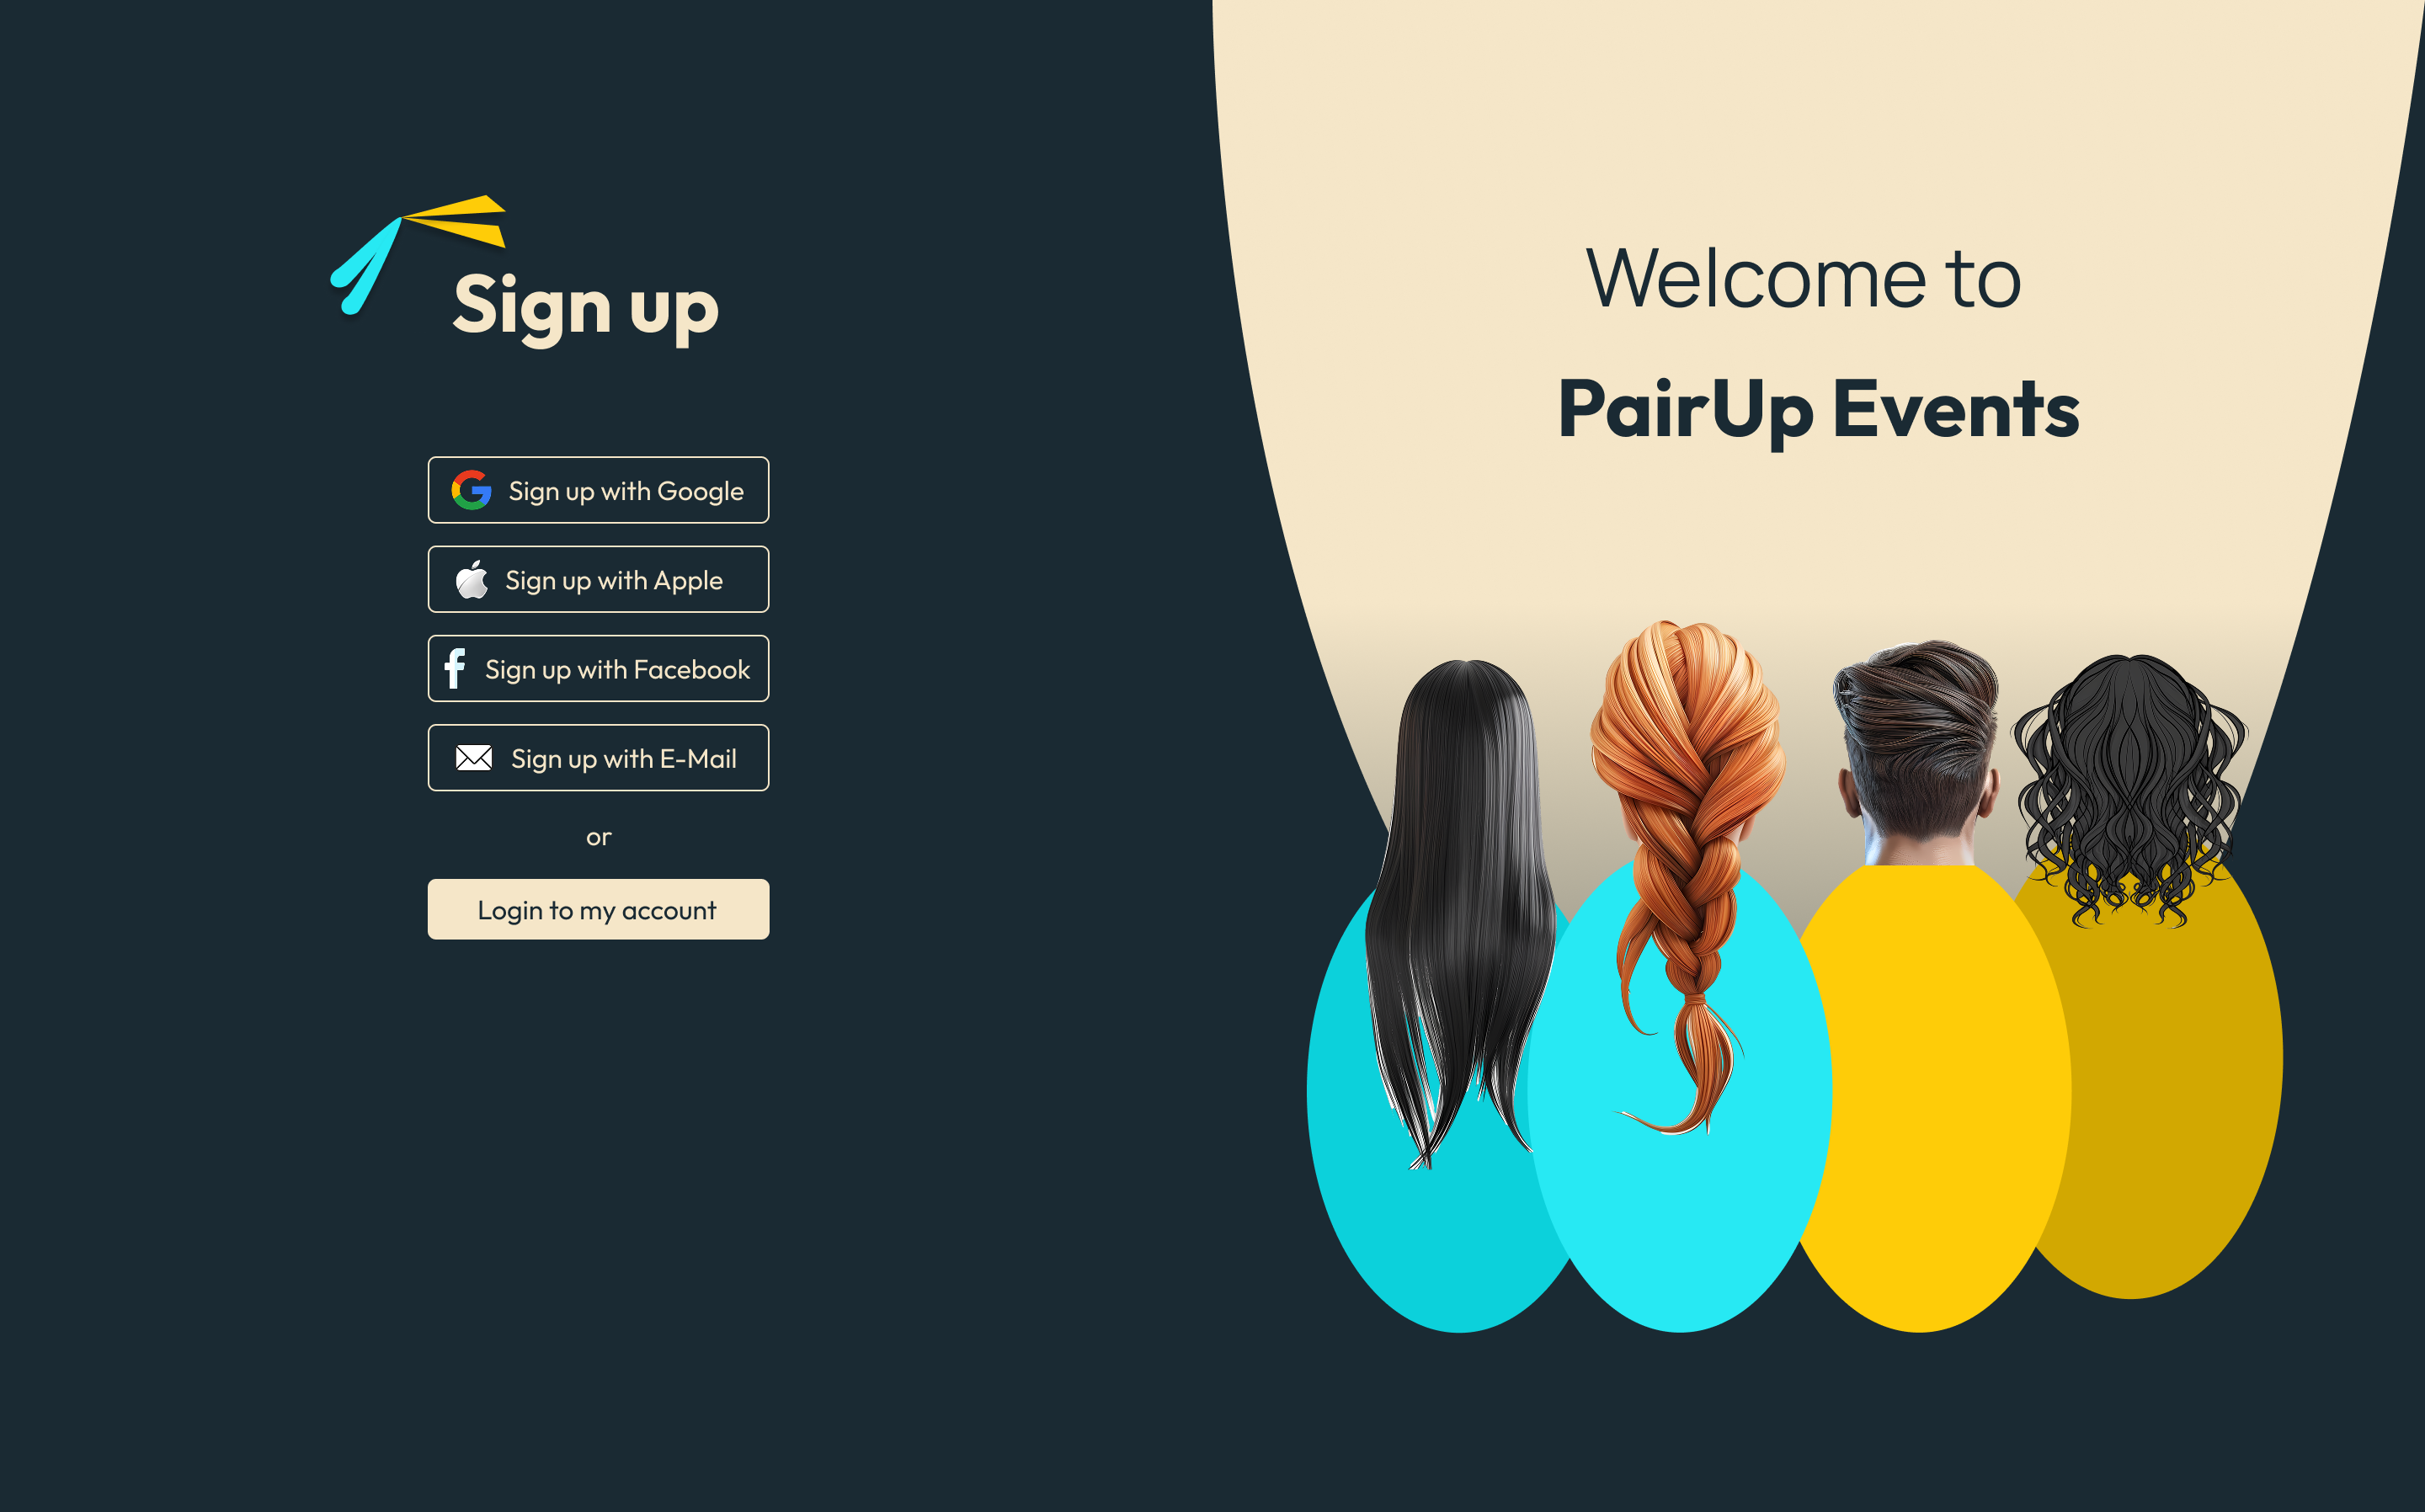 Sign up
Sign up with Google
Sign up with Apple
Sign up with Facebook
Sign up with E-Mail
or
Login to my account
Welcome to
PairUp Events